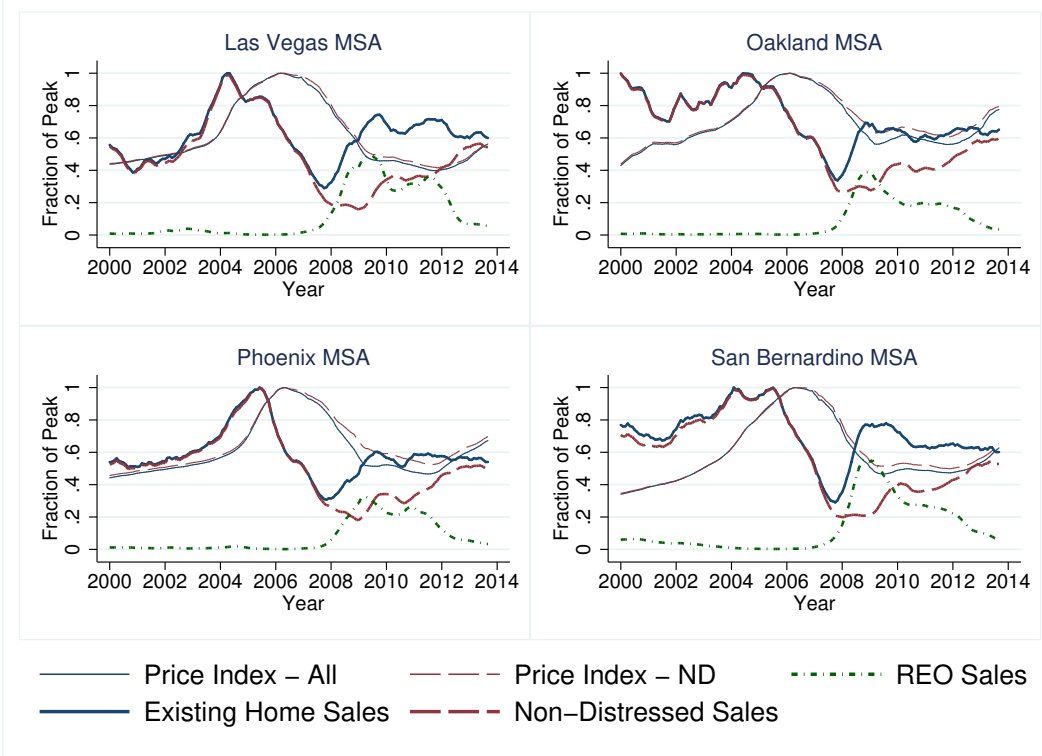 Las Vegas MSA
Fraction of Peak
0 .2 .4 .6 .8 1
2000 2002 2004 2006 2008 2010 2012 2014
Year
Oakland MSA
Fraction of Peak
0 .2 .4 .6 .8 1
2000 2002 2004 2006 2008 2010 2012 2014
Year
Phoenix MSA
Fraction of Peak
0 .2 .4 .6 .8 1
2000 2002 2004 2006 2008 2010 2012 2014
Year
San Bernardino MSA
Fraction of Peak
0 .2 .4 .6 .8 1
2000 2002 2004 2006 2008 2010 2012 2014
Year
Price Index – All Price Index – ND REO Sales
Existing Home Sales Non–Distressed Sales